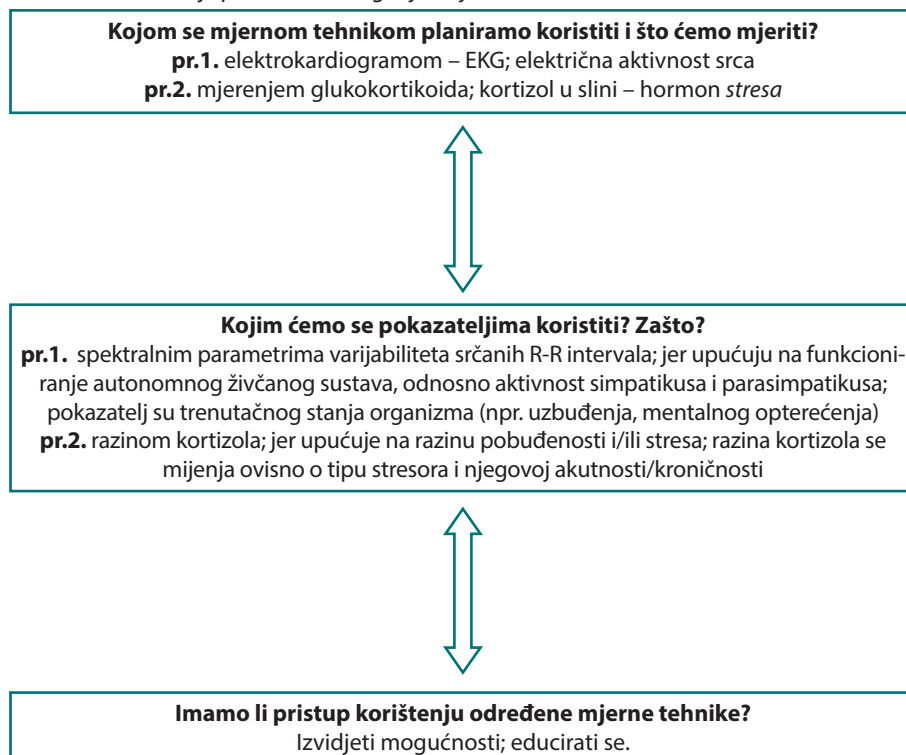 Kojom se mjernom tehnikom planiramo koristiti i što ćemo mjeriti?
pr.1. elektrokardiogramom – EKG; električna aktivnost srca
pr.2. mjerenjem glukokortikoida; kortizol u slini – hormon stresa
Kojim ćemo se pokazateljima koristiti? Zašto?
pr.1. spektralnim parametrima varijabiliteta srčanih R-R intervala; jer upućuju na funkcioni-
ranje autonomnog živčanog sustava, odnosno aktivnost simpatikusa i parasimpatikusa;
pokazatelj su trenutačnog stanja organizma (npr. uzbuđenja, mentalnog opterećenja)
pr.2. razinom kortizola; jer upućuje na razinu pobuđenosti i/ili stresa; razina kortizola se
mijenja ovisno o tipu stresora i njegovoj akutnosti/kroničnosti
Imamo li pristup korištenju određene mjerne tehnike?
Izvidjeti mogućnosti; educirati se.